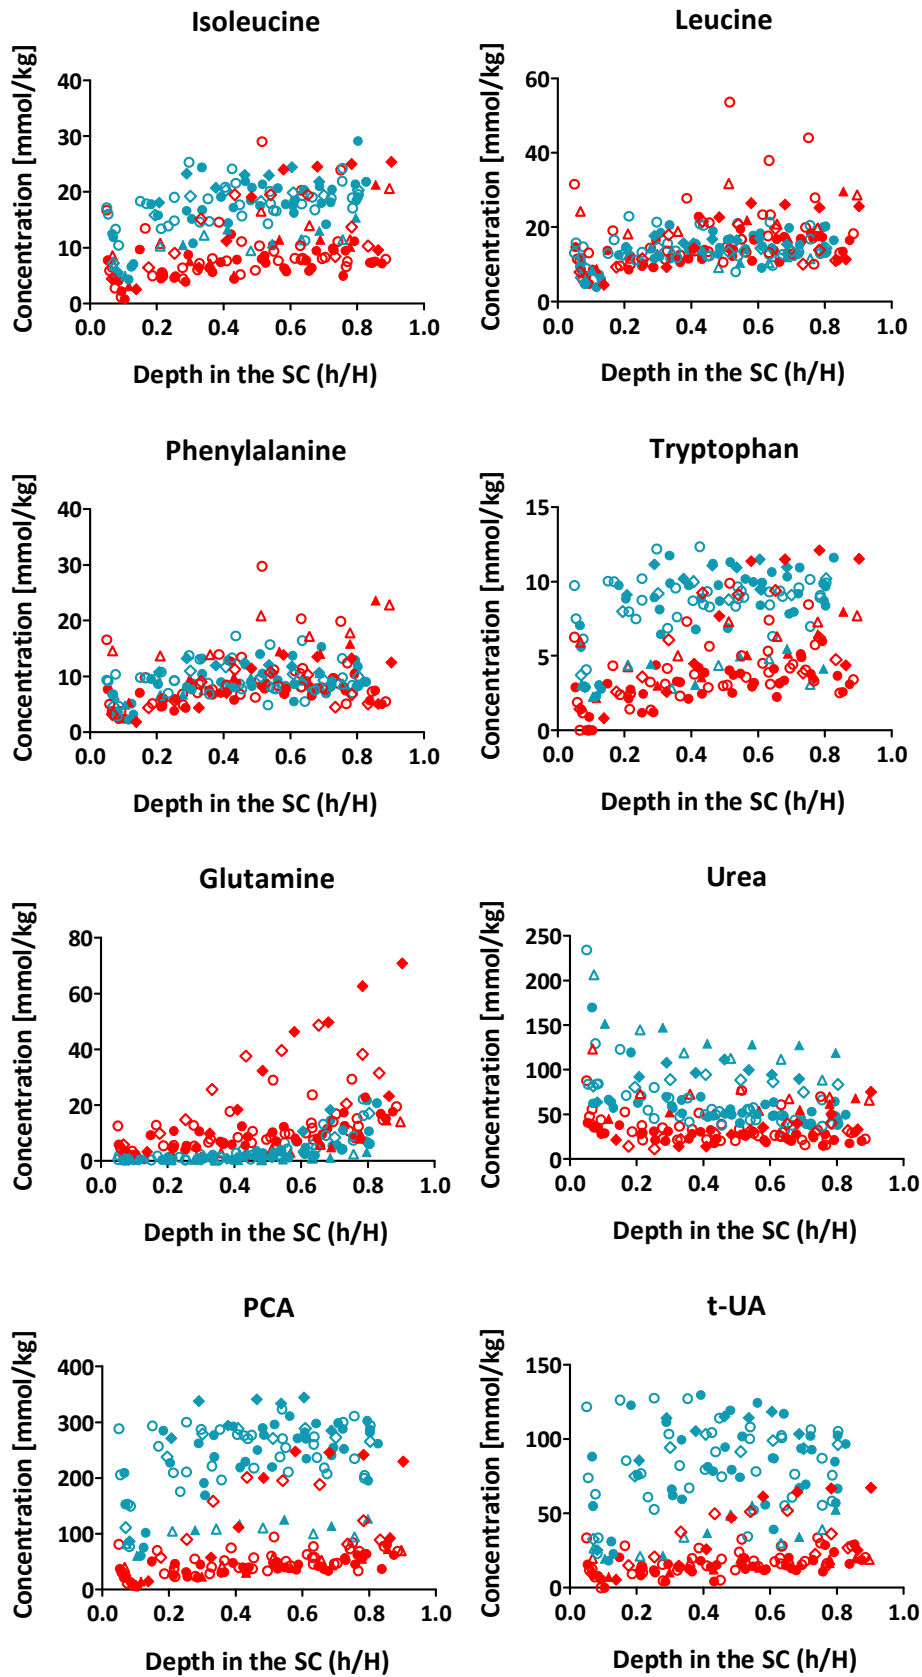 Isoleucine
Leucine
Concentration [mmol/kg]
40
30
20
10
0
0.0 0.2 0.4 0.6 0.8 1.0
Depth in the SC (h/H)
Concentration [mmol/kg]
60
40
20
0
0.0 0.2 0.4 0.6 0.8 1.0
Depth in the SC (h/H)
Phenylalanine
Tryptophan
Concentration [mmol/kg]
40
30
20
10
0
0.0 0.2 0.4 0.6 0.8 1.0
Depth in the SC (h/H)
Concentration [mmol/kg]
15
10
5
0
0.0 0.2 0.4 0.6 0.8 1.0
Depth in the SC (h/H)
Glutamine
Urea
Concentration [mmol/kg]
80
60
40
20
0
0.0 0.2 0.4 0.6 0.8 1.0
Depth in the SC (h/H)
Concentration [mmol/kg]
250
200
150
100
50
0
0.0 0.2 0.4 0.6 0.8 1.0
Depth in the SC (h/H)
PCA
t-UA
Concentration [mmol/kg]
400
300
200
100
0
0.0 0.2 0.4 0.6 0.8 1.0
Depth in the SC (h/H)
Concentration [mmol/kg]
150
100
50
0
0.0 0.2 0.4 0.6 0.8 1.0
Depth in the SC (h/H)